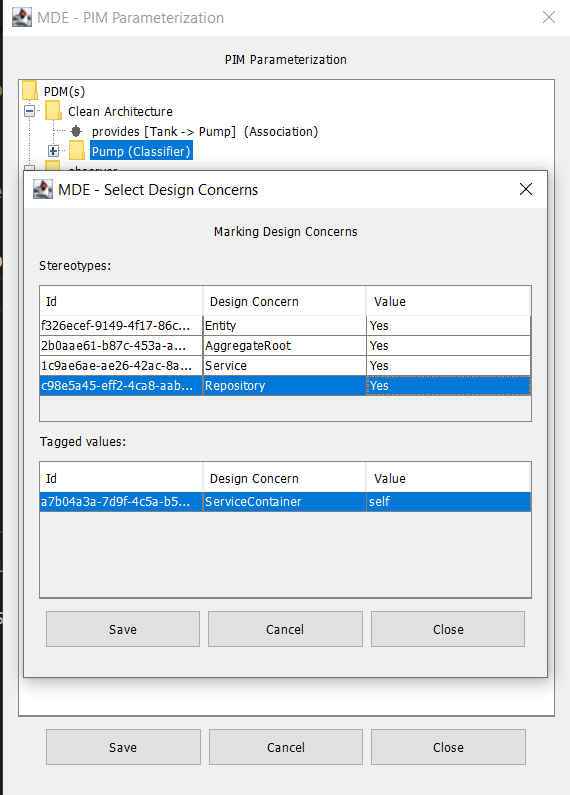 MDE - PIM Parameterization
PIM Parameterization
PDM(s)
Clean Architecture
provides [Tank -> Pump] (Association)
Pump (Classifier)
MDE - Select Design Concerns
Marking Design Concerns
Stereotypes:
Id Design Concern Value
f326ecef-9149-4f17-86c... Entity Yes
2b0aae61-b87c-453a-a... AggregateRoot Yes
1c9ae6ae-ae26-42ac-8a... Service Yes
c98e5a45-eff2-4ca8-aab... Repository Yes
Tagged values:
Id Design Concern Value
a7b04a3a-7d9f-4c5a-b5... ServiceContainer self
Save Cancel Close
Save Cancel Close